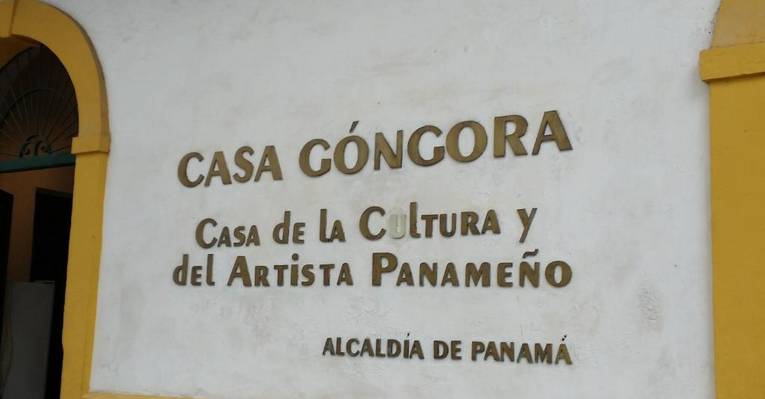 CASA GÓNGORA
CASA de lA CUlTURA y
del ARTiSTA PANAMEÑO
ALCALDÍA DE PANAMÁ